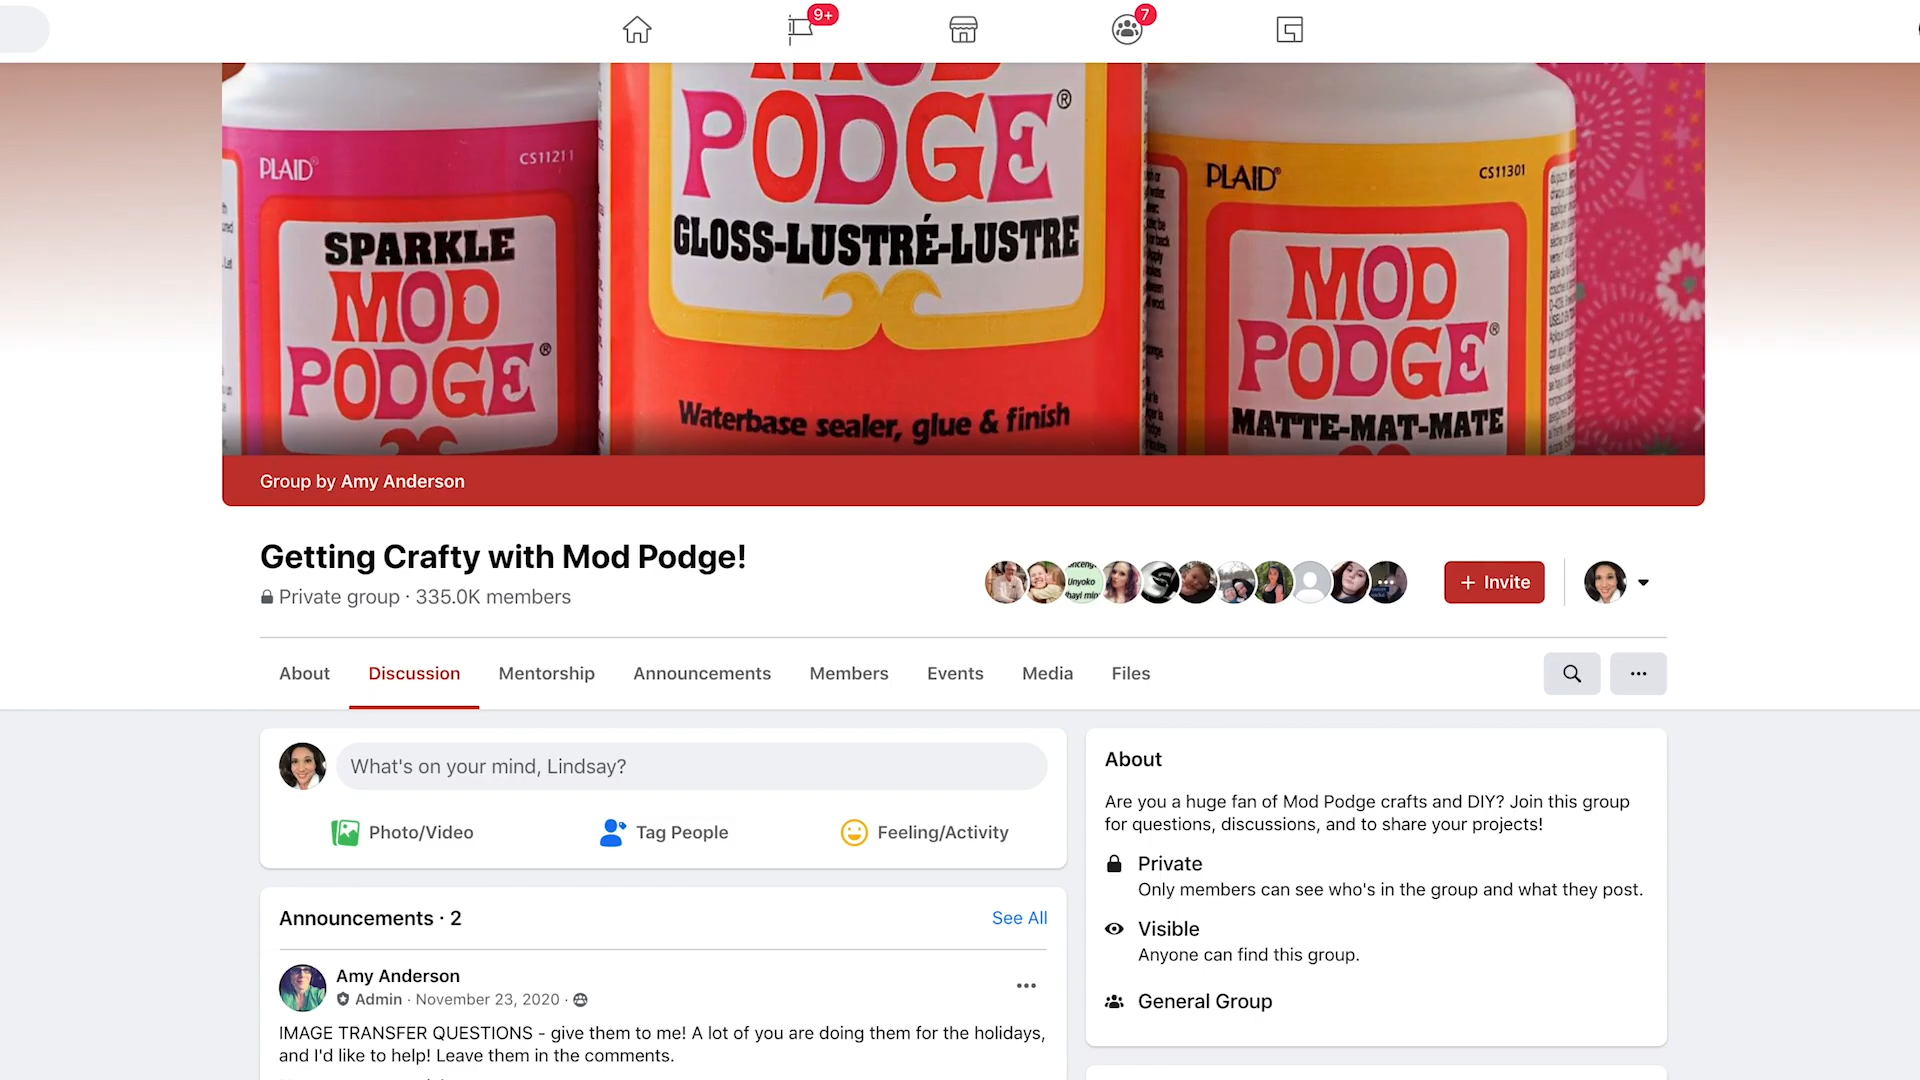 9+
7
PLAID®
CS11211
SPARKLE
MOD
PODGE®
MOD
PODGE®
GLOSS-LUSTRÉ-LUSTRE
Waterbase sealer, glue & finish
PLAID®
CS11301
MOD
PODGE®
MATTE-MAT-MATE
Group by Amy Anderson
Getting Crafty with Mod Podge!
Private group · 335.0K members
Unyoko
+ Invite
About
Discussion
Mentorship
Announcements
Members
Events
Media
Files
What's on your mind, Lindsay?
Photo/Video
Tag People
Feeling/Activity
Announcements · 2
See All
Amy Anderson
Admin · November 23, 2020 ·
IMAGE TRANSFER QUESTIONS - give them to me! A lot of you are doing them for the holidays,
and I'd like to help! Leave them in the comments.
About
Are you a huge fan of Mod Podge crafts and DIY? Join this group
for questions, discussions, and to share your projects!
Private
Only members can see who's in the group and what they post.
Visible
Anyone can find this group.
General Group